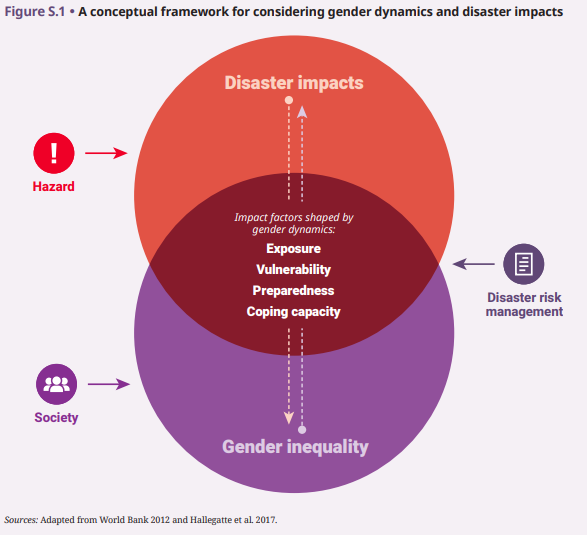 Figure S.1 • A conceptual framework for considering gender dynamics and disaster impacts
Disaster impacts
!
Hazard
Impact factors shaped by
gender dynamics:
Exposure
Vulnerability
Preparedness
Coping capacity
Disaster risk
management
Society
Gender inequality
Sources: Adapted from World Bank 2012 and Hallegatte et al. 2017.